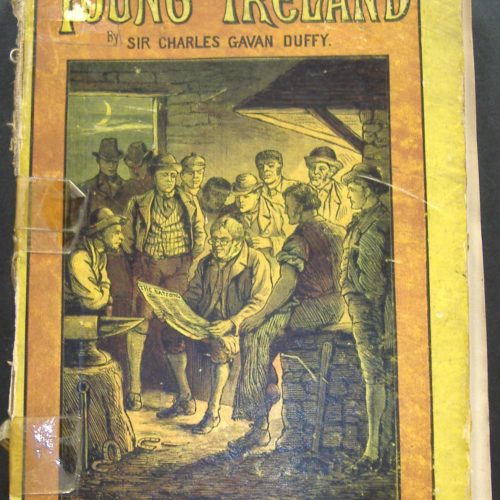 YOUNG IRELAND
By SIR CHARLES GAVAN DUFFY.
THE NATION